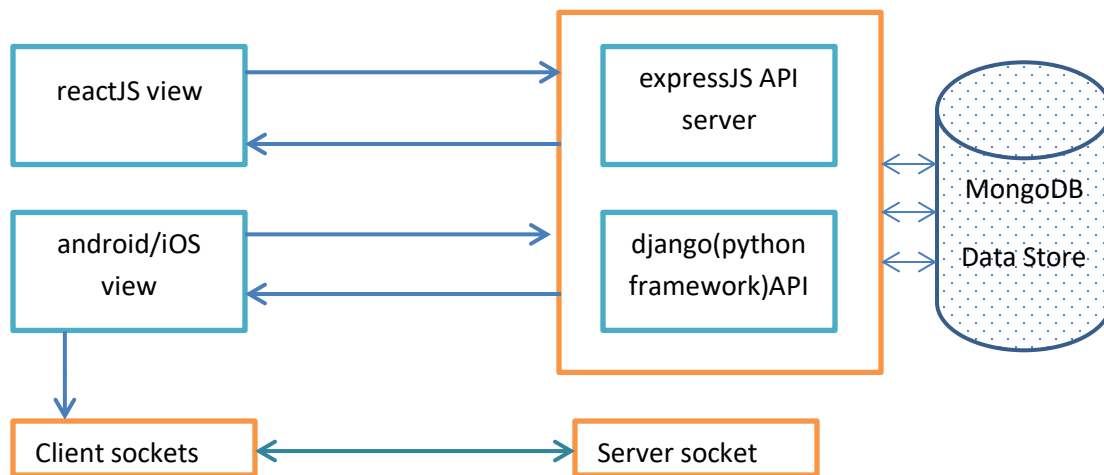 reactJS view
expressJS API
server
android/iOS
view
django(python
framework)API
MongoDB
Data Store
Client sockets
Server socket